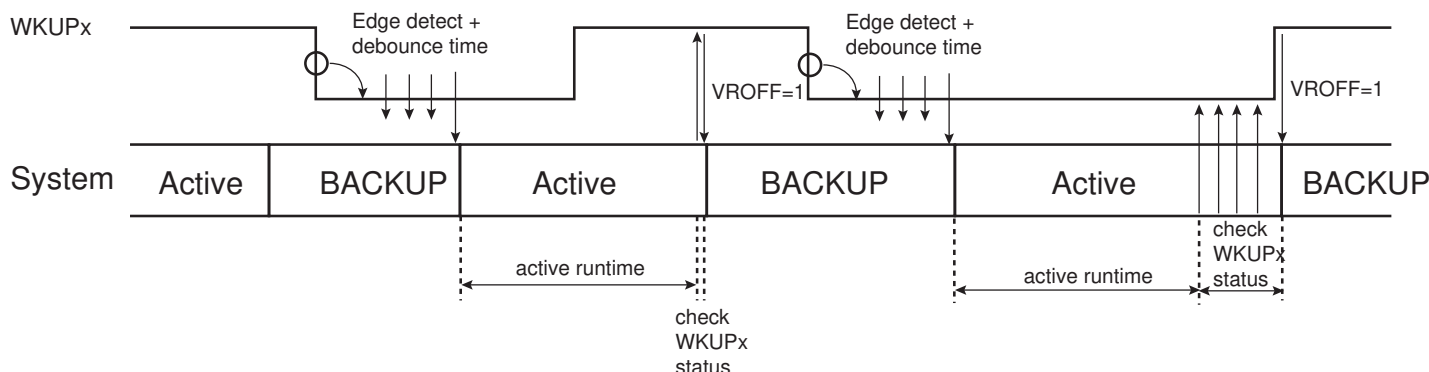 WKUPx
Edge detect +
debounce time
VROFF=1
Edge detect +
debounce time
VROFF=1
System
Active
BACKUP
Active
BACKUP
Active
BACKUP
active runtime
check
WKUPx
status
active runtime
check
WKUPx
status